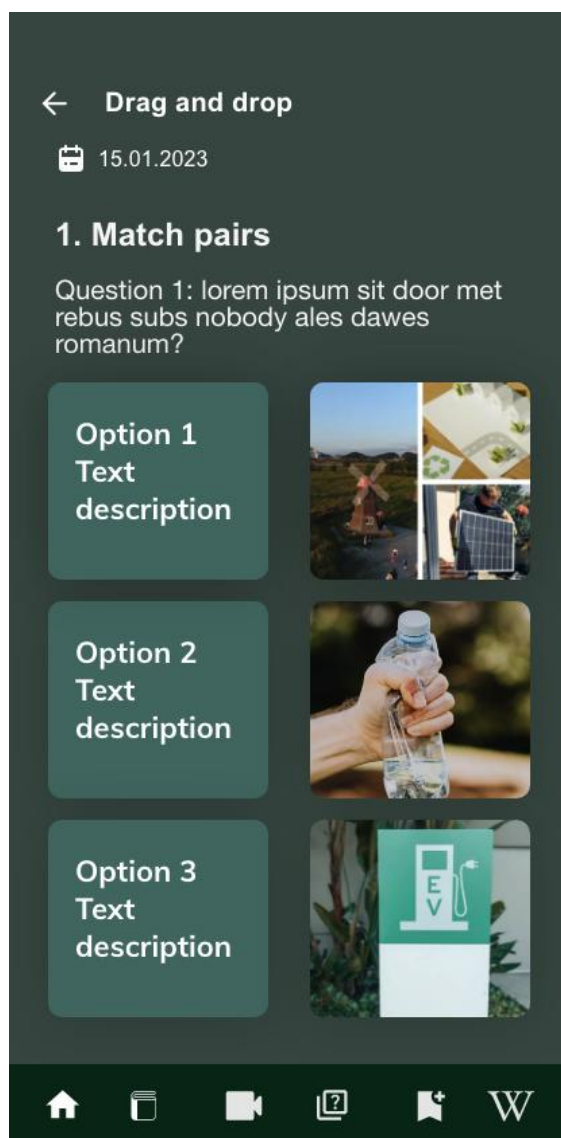 Drag and drop
15.01.2023
1. Match pairs
Question 1: lorem ipsum sit door met
rebus subs nobody ales dawes
romanum?
Option 1
Text
description
Option 2
Text
description
Option 3
Text
description
EV
?
W